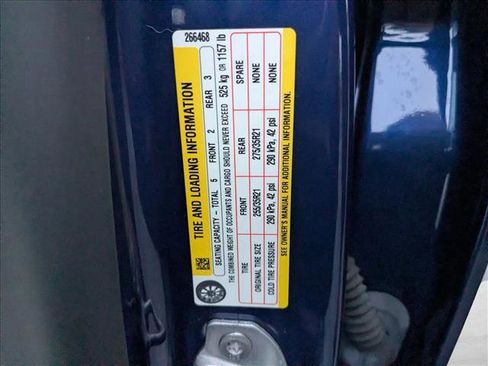 266468
TIRE AND LOADING INFORMATION
SEATING CAPACITY – TOTAL 5 FRONT 2 REAR 3
THE COMBINED WEIGHT OF OCCUPANTS AND CARGO SHOULD NEVER EXCEED 525 kg OR 1157 lb
TIRE FRONT REAR SPARE
ORIGINAL TIRE SIZE 255/35R21 275/35R21 NONE
COLD TIRE PRESSURE 290 kPa, 42 psi 290 kPa, 42 psi NONE
SEE OWNER'S MANUAL FOR ADDITIONAL INFORMATION.